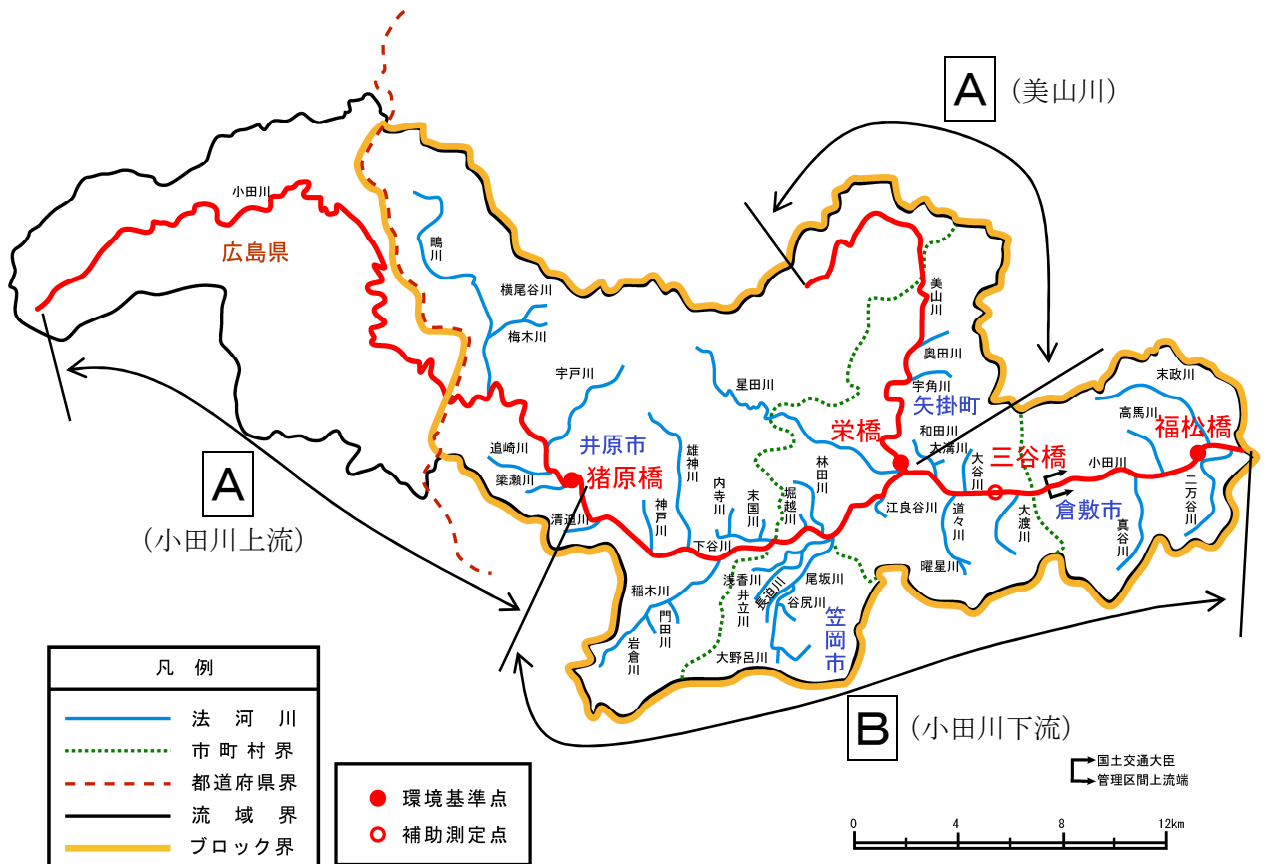 A
(美山川)
小田川
広島県
鴫川
横尾谷川
梅木川
美山川
奥田川
宇角川
矢掛町
宇戸川
星田川
末政川
高馬川
福松橋
栄橋
和田川
大溝川
大谷川
三谷橋
小田川
追崎川
井原市
雄神川
猪原橋
梁瀬川
林田川
内寺川
末国川
堀越川
神戸川
清迫川
下谷川
江良谷川
道々川
大渡川
倉敷市
真谷川
二万谷川
曜星川
A
(小田川上流)
稲木川
門田川
岩倉川
浅香川
井立川
長迫川
尾坂川
谷尻川
大野呂川
笠岡市
B
(小田川下流)
凡例
法河川
市町村界
都道府県界
流域界
ブロック界
環境基準点
補助測定点
国土交通大臣
管理区間上流端
0 4 8 12km